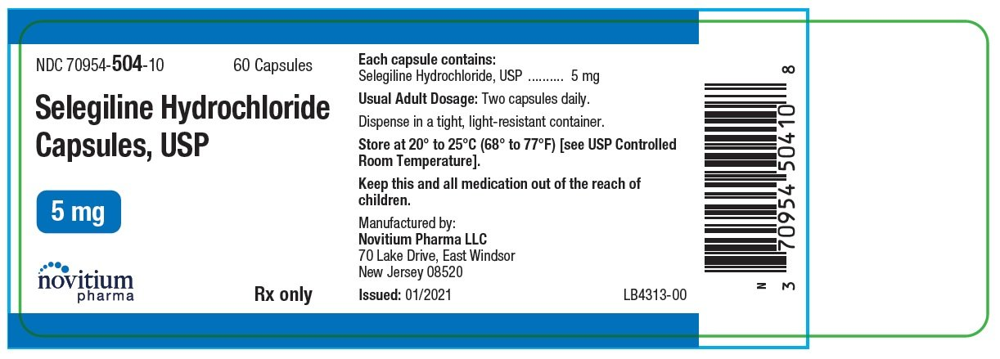 NDC 70954-504-10 60 Capsules
Selegiline Hydrochloride
Capsules, USP
5 mg
novitium
pharma
Rx only
Each capsule contains:
Selegiline Hydrochloride, USP .......... 5 mg
Usual Adult Dosage: Two capsules daily.
Dispense in a tight, light-resistant container.
Store at 20° to 25°C (68° to 77°F) [see USP Controlled
Room Temperature].
Keep this and all medication out of the reach of
children.
Manufactured by:
Novitium Pharma LLC
70 Lake Drive, East Windsor
New Jersey 08520
Issued: 01/2021 LB4313-00
N
3 70954 50410 8